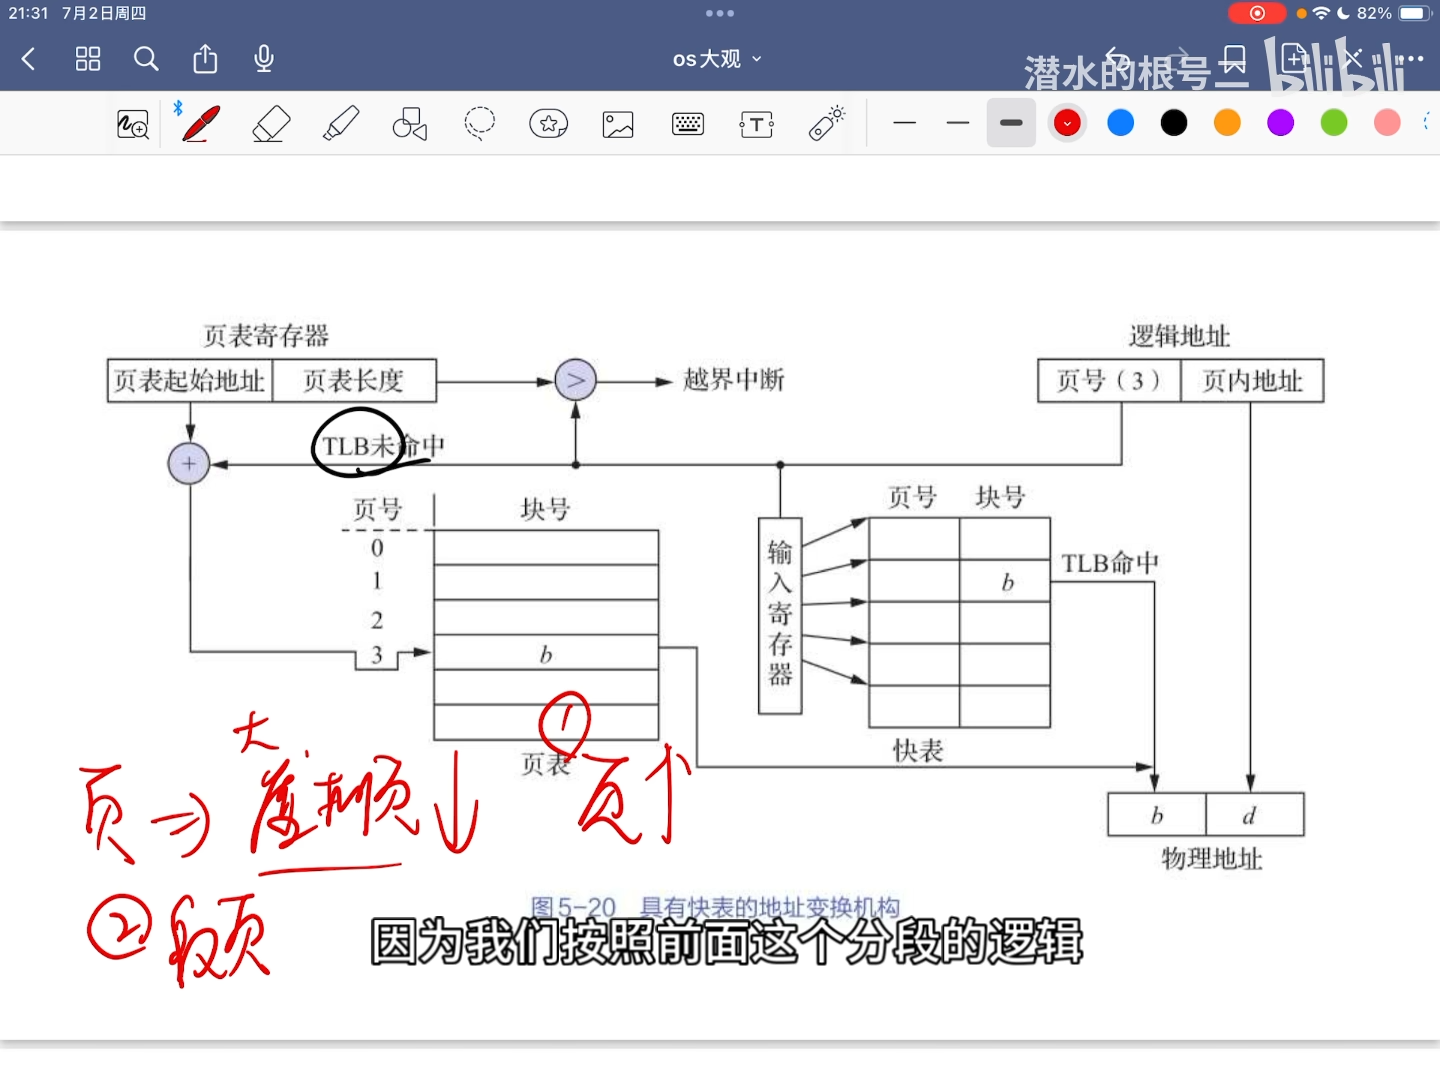 21:31 7月2日周四
82%
os大观
潜水的根号二 bilibili
页表寄存器
逻辑地址
页表起始地址 页表长度
> 越界中断
页号（3） 页内地址
TLB未命中
+
页号 块号
页号 块号
0
1
2
3 b
输入寄存器
b
TLB命中
页表
快表
b d
物理地址
大
页 ⇒
↓
① 页
② 段页
图5-20 具有快表的地址变换机构
因为我们按照前面这个分段的逻辑